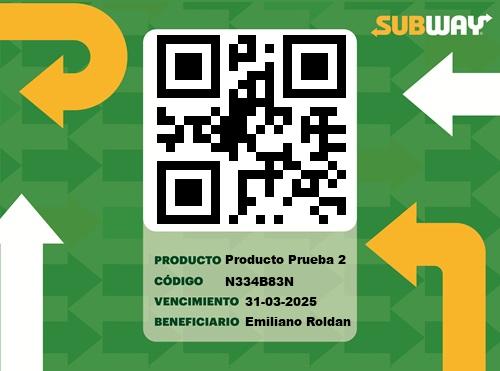 SUBWAY
PRODUCTO Producto Prueba 2
CÓDIGO N334B83N
VENCIMIENTO 31-03-2025
BENEFICIARIO Emiliano Roldan